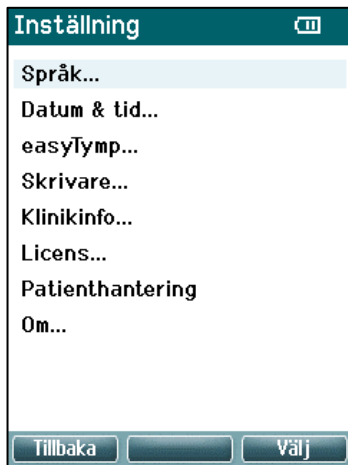 Inställning
Språk...
Datum & tid...
easyTymp...
Skrivare...
Klinikinfo...
Licens...
Patienthantering
Om...
Tillbaka Välj